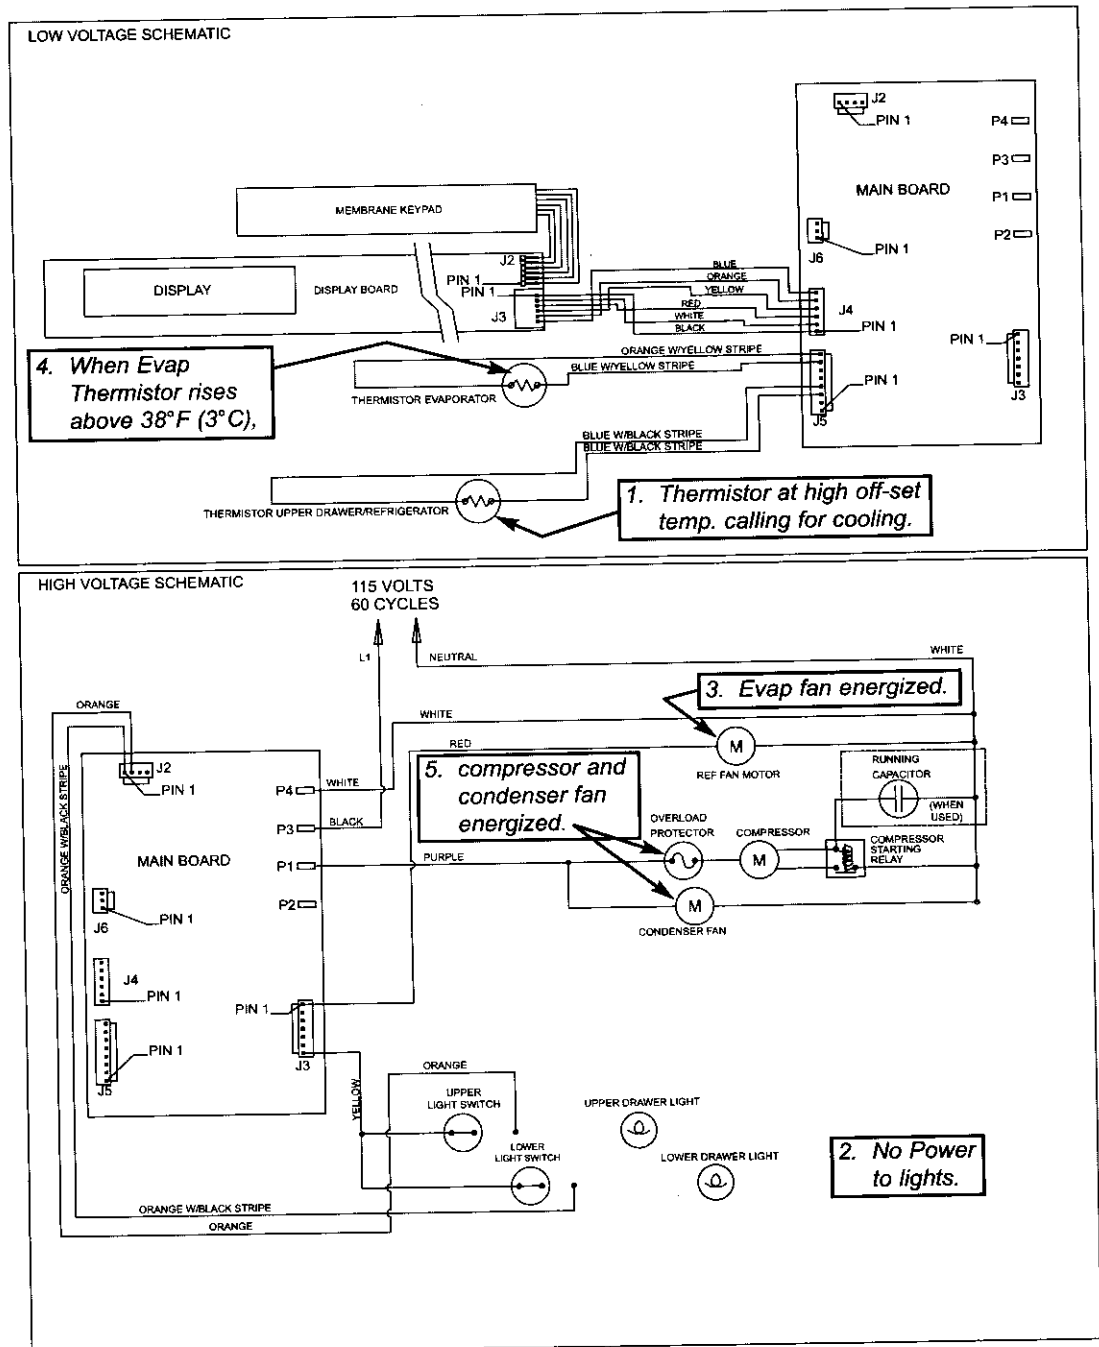 LOW VOLTAGE SCHEMATIC
J2
PIN 1
P4
P3
MAIN BOARD
P1
P2
J6
PIN 1
MEMBRANE KEYPAD
J2
PIN 1
PIN 1
DISPLAY
DISPLAY BOARD
J3
BLUE
ORANGE
YELLOW
RED
WHITE
BLACK
J4
PIN 1
PIN 1
J3
ORANGE W/YELLOW STRIPE
BLUE W/YELLOW STRIPE
PIN 1
J5
4. When Evap
Thermistor rises
above 38°F (3°C),
THERMISTOR EVAPORATOR
BLUE W/BLACK STRIPE
BLUE W/BLACK STRIPE
THERMISTOR UPPER DRAWER/REFRIGERATOR
1. Thermistor at high off-set
temp. calling for cooling.
HIGH VOLTAGE SCHEMATIC
115 VOLTS
60 CYCLES
L1
NEUTRAL
WHITE
3. Evap fan energized.
ORANGE
WHITE
RED
M
REF FAN MOTOR
5. compressor and
condenser fan
energized.
RUNNING
CAPACITOR
(WHEN
USED)
ORANGE W/BLACK STRIPE
J2
PIN 1
P4
WHITE
P3
BLACK
MAIN BOARD
P1
PURPLE
P2
OVERLOAD
PROTECTOR
COMPRESSOR
M
COMPRESSOR
STARTING
RELAY
M
CONDENSER FAN
J6
PIN 1
J4
PIN 1
PIN 1
J3
PIN 1
J5
YELLOW
ORANGE
UPPER
LIGHT SWITCH
LOWER
LIGHT SWITCH
UPPER DRAWER LIGHT
LOWER DRAWER LIGHT
2. No Power
to lights.
ORANGE W/BLACK STRIPE
ORANGE